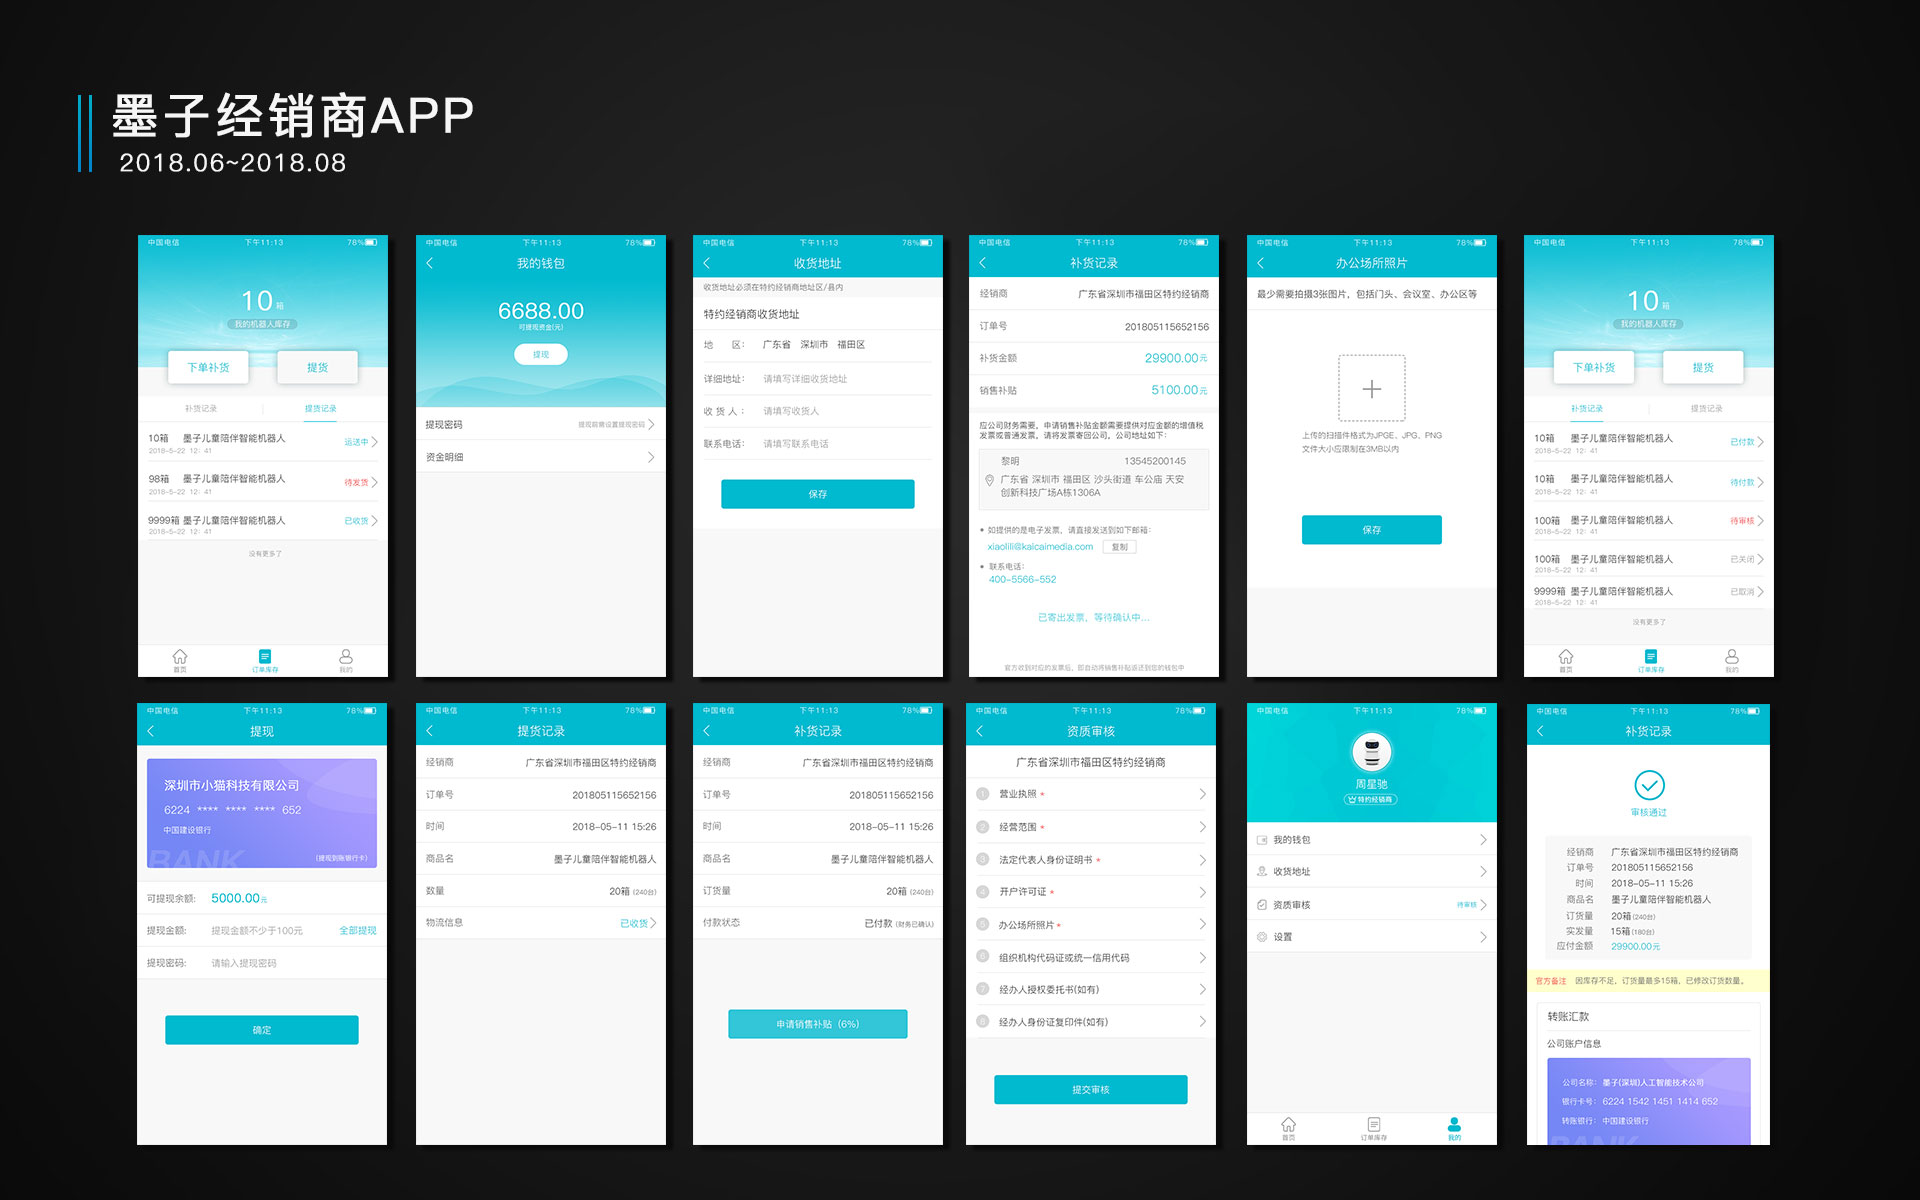 墨子经销商APP
2018.06~2018.08
中国电信 下午11:13 78%
10箱
我的机器人库存
下单补货 提货
补货记录 提货记录
10箱 墨子儿童陪伴智能机器人
2018-5-22 12:41
运送中
98箱 墨子儿童陪伴智能机器人
2018-5-22 12:41
待发货
9999箱 墨子儿童陪伴智能机器人
2018-5-22 12:41
已收货
没有更多了
首页 订单库存 我的
中国电信 下午11:13 78%
我的钱包
6688.00
可提现资金(元)
提现
提现密码 提现前需设置提现密码
资金明细
中国电信 下午11:13 78%
收货地址
收货地址必须在特约经销商地址区/县内
特约经销商收货地址
地 区: 广东省 深圳市 福田区
详细地址: 请填写详细收货地址
收 货 人: 请填写收货人
联系电话: 请填写联系电话
保存
中国电信 下午11:13 78%
补货记录
经销商 广东省深圳市福田区特约经销商
订单号 201805115652156
补货金额 29900.00元
销售补贴 5100.00元
应公司财务需要，申请销售补贴金额需要提供对应金额的增值税
发票或普通发票。请将发票寄回公司，公司地址如下:
黎明 13545200145
广东省 深圳市 福田区 沙头街道 车公庙 天安
创新科技广场A栋1306A
• 如提供的是电子发票，请直接发送到如下邮箱:
xiaolili@kaicaimedia.com 复制
• 联系电话:
400-5566-552
已寄出发票，等待确认中...
官方收到对应的发票后，即自动将销售补贴返还到您的钱包中
中国电信 下午11:13 78%
办公场所照片
最少需要拍摄3张图片，包括门头、会议室、办公区等
上传的扫描件格式为JPGE、JPG、PNG
文件大小应限制在3MB以内
保存
中国电信 下午11:13 78%
10箱
我的机器人库存
下单补货 提货
补货记录 提货记录
10箱 墨子儿童陪伴智能机器人
2018-5-22 12:41
已付款
10箱 墨子儿童陪伴智能机器人
2018-5-22 12:41
待付款
100箱 墨子儿童陪伴智能机器人
2018-5-22 12:41
待审核
100箱 墨子儿童陪伴智能机器人
2018-5-22 12:41
已关闭
9999箱 墨子儿童陪伴智能机器人
2018-5-22 12:41
已取消
没有更多了
首页 订单库存 我的
中国电信 下午11:13 78%
提现
深圳市小猫科技有限公司
6224 **** **** **** 652
中国建设银行
BANK
(提现到账银行卡)
可提现余额: 5000.00元
提现金额: 提现金额不少于100元 全部提现
提现密码: 请输入提现密码
确定
中国电信 下午11:13 78%
提货记录
经销商 广东省深圳市福田区特约经销商
订单号 201805115652156
时间 2018-05-11 15:26
商品名 墨子儿童陪伴智能机器人
数量 20箱 (240台)
物流信息 已收货
中国电信 下午11:13 78%
补货记录
经销商 广东省深圳市福田区特约经销商
订单号 201805115652156
时间 2018-05-11 15:26
商品名 墨子儿童陪伴智能机器人
订货量 20箱 (240台)
付款状态 已付款 (财务已确认)
申请销售补贴（6%）
中国电信 下午11:13 78%
资质审核
广东省深圳市福田区特约经销商
1 营业执照 *
2 经营范围 *
3 法定代表人身份证明书 *
4 开户许可证 *
5 办公场所照片 *
6 组织机构代码证或统一信用代码
7 经办人授权委托书(如有)
8 经办人身份证复印件(如有)
提交审核
中国电信 下午11:13 78%
周星驰
特约经销商
我的钱包
收货地址
资质审核 待审核
设置
首页 订单库存 我的
中国电信 下午11:13 78%
补货记录
审核通过
经销商 广东省深圳市福田区特约经销商
订单号 201805115652156
时间 2018-05-11 15:26
商品名 墨子儿童陪伴智能机器人
订货量 20箱(240台)
实发量 15箱(180台)
应付金额 29900.00元
官方备注 因库存不足，订货量最多15箱，已修改订货数量。
转账汇款
公司账户信息
公司名称: 墨子(深圳)人工智能技术公司
银行卡号: 6224 1542 1451 1414 652
转账银行: 中国建设银行
BANK